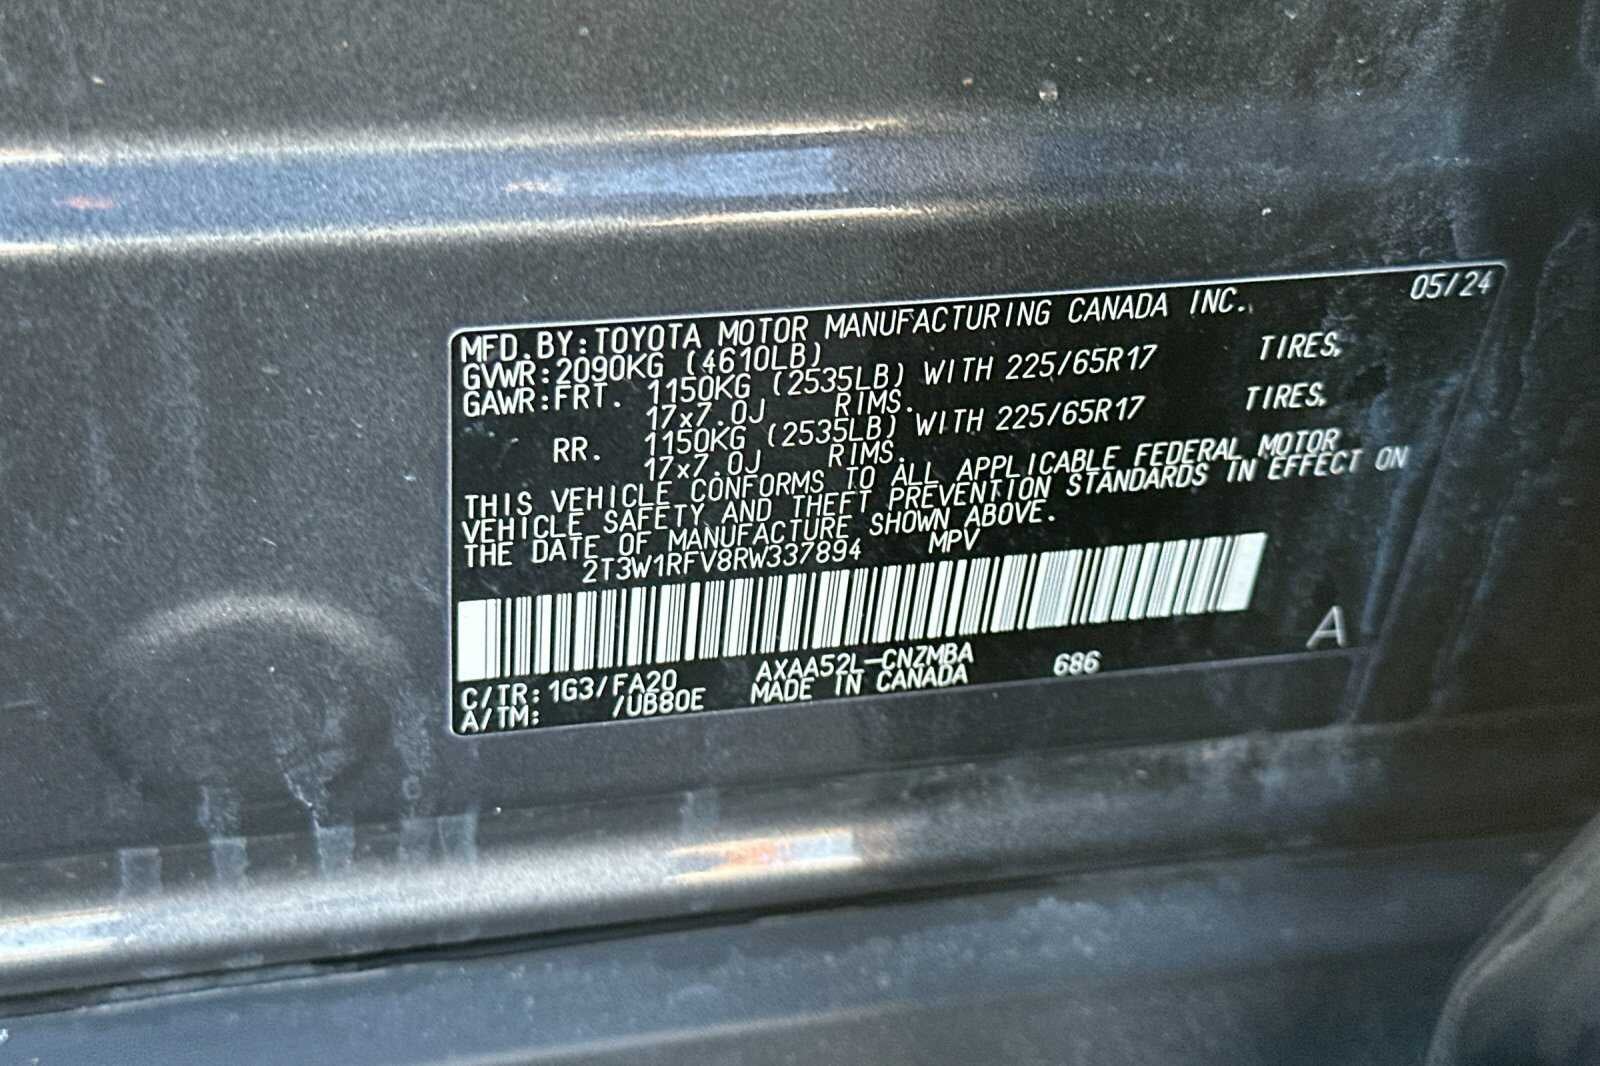 05/24
MFD. BY: TOYOTA MOTOR MANUFACTURING CANADA INC.
GVWR: 2090KG (4610LB)
GAWR: FRT. 1150KG (2535LB) WITH 225/65R17 TIRES,
17x7.0J RIMS.
RR. 1150KG (2535LB) WITH 225/65R17 TIRES,
17x7.0J RIMS.
THIS VEHICLE CONFORMS TO ALL APPLICABLE FEDERAL MOTOR
VEHICLE SAFETY AND THEFT PREVENTION STANDARDS IN EFFECT ON
THE DATE OF MANUFACTURE SHOWN ABOVE.
2T3W1RFV8RW337894 MPV
A
C/TR: 1G3/FA20 AXAA52L-CNZMBA 686
A/TM: /UB80E MADE IN CANADA